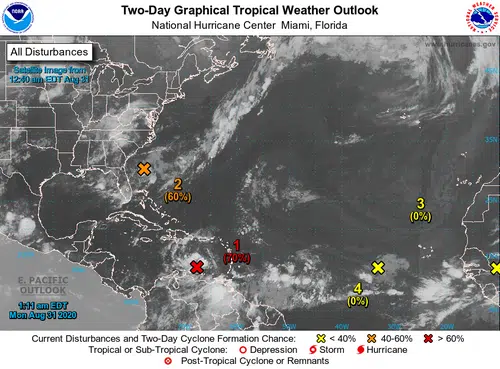 Two-Day Graphical Tropical Weather Outlook
National Hurricane Center Miami, Florida
NOAA
All Disturbances
www.hurricanes.gov
Satellite Image from
12:40 am EDT Aug 31
2
(60%)
3
(0%)
1
(70%)
4
(0%)
E. PACIFIC
OUTLOOK
1:11 am EDT
Mon Aug 31 2020
40W
30W
20W
Current Disturbances and Two-Day Cyclone Formation Chance: < 40% 40-60% > 60%
Tropical or Sub-Tropical Cyclone: Depression Storm Hurricane
Post-Tropical Cyclone or Remnants